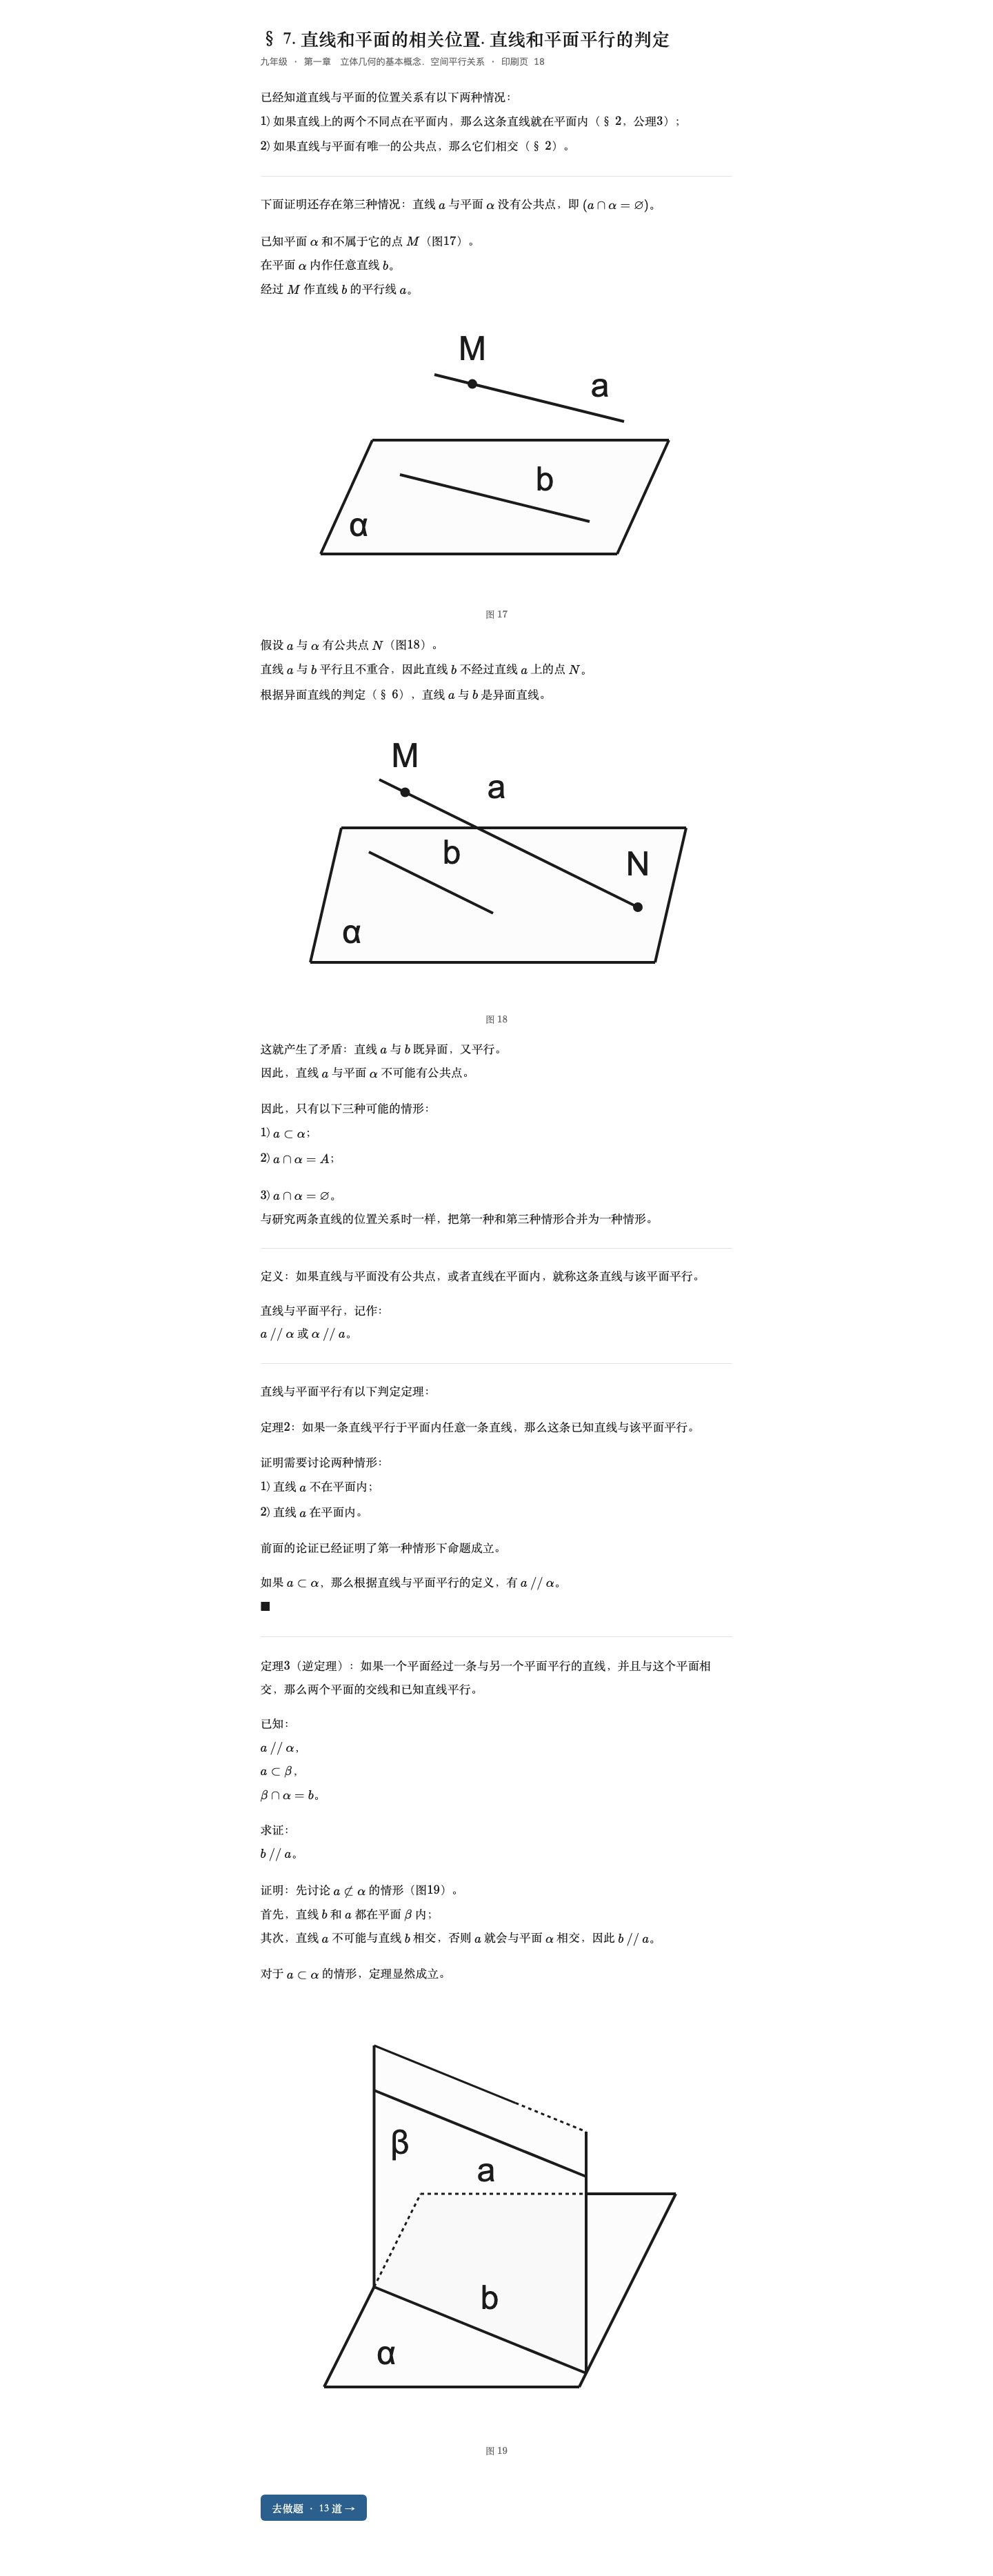 § 7. 直线和平面的相关位置. 直线和平面平行的判定
九年级 · 第一章 立体几何的基本概念. 空间平行关系 · 印刷页 18
已经知道直线与平面的位置关系有以下两种情况：
1) 如果直线上的两个不同点在平面内，那么这条直线就在平面内（§ 2，公理3）；
2) 如果直线与平面有唯一的公共点，那么它们相交（§ 2）。
下面证明还存在第三种情况：直线 a 与平面 α 没有公共点，即 (a ∩ α = ∅)。
已知平面 α 和不属于它的点 M（图17）。
在平面 α 内作任意直线 b。
经过 M 作直线 b 的平行线 a。
M
a
b
α
图 17
假设 a 与 α 有公共点 N（图18）。
直线 a 与 b 平行且不重合，因此直线 b 不经过直线 a 上的点 N。
根据异面直线的判定（§ 6），直线 a 与 b 是异面直线。
M
a
b
N
α
图 18
这就产生了矛盾：直线 a 与 b 既异面，又平行。
因此，直线 a 与平面 α 不可能有公共点。
因此，只有以下三种可能的情形：
1) a ⊂ α；
2) a ∩ α = A；
3) a ∩ α = ∅。
与研究两条直线的位置关系时一样，把第一种和第三种情形合并为一种情形。
定义：如果直线与平面没有公共点，或者直线在平面内，就称这条直线与该平面平行。
直线与平面平行，记作：
a // α 或 α // a。
直线与平面平行有以下判定定理：
定理2：如果一条直线平行于平面内任意一条直线，那么这条已知直线与该平面平行。
证明需要讨论两种情形：
1) 直线 a 不在平面内；
2) 直线 a 在平面内。
前面的论证已经证明了第一种情形下命题成立。
如果 a ⊂ α，那么根据直线与平面平行的定义，有 a // α。
■
定理3（逆定理）：如果一个平面经过一条与另一个平面平行的直线，并且与这个平面相
交，那么两个平面的交线和已知直线平行。
已知：
a // α，
a ⊂ β，
β ∩ α = b。
求证：
b // a。
证明：先讨论 a ⊄ α 的情形（图19）。
首先，直线 b 和 a 都在平面 β 内；
其次，直线 a 不可能与直线 b 相交，否则 a 就会与平面 α 相交，因此 b // a。
对于 a ⊂ α 的情形，定理显然成立。
β
a
b
α
图 19
去做题 · 13 道 →